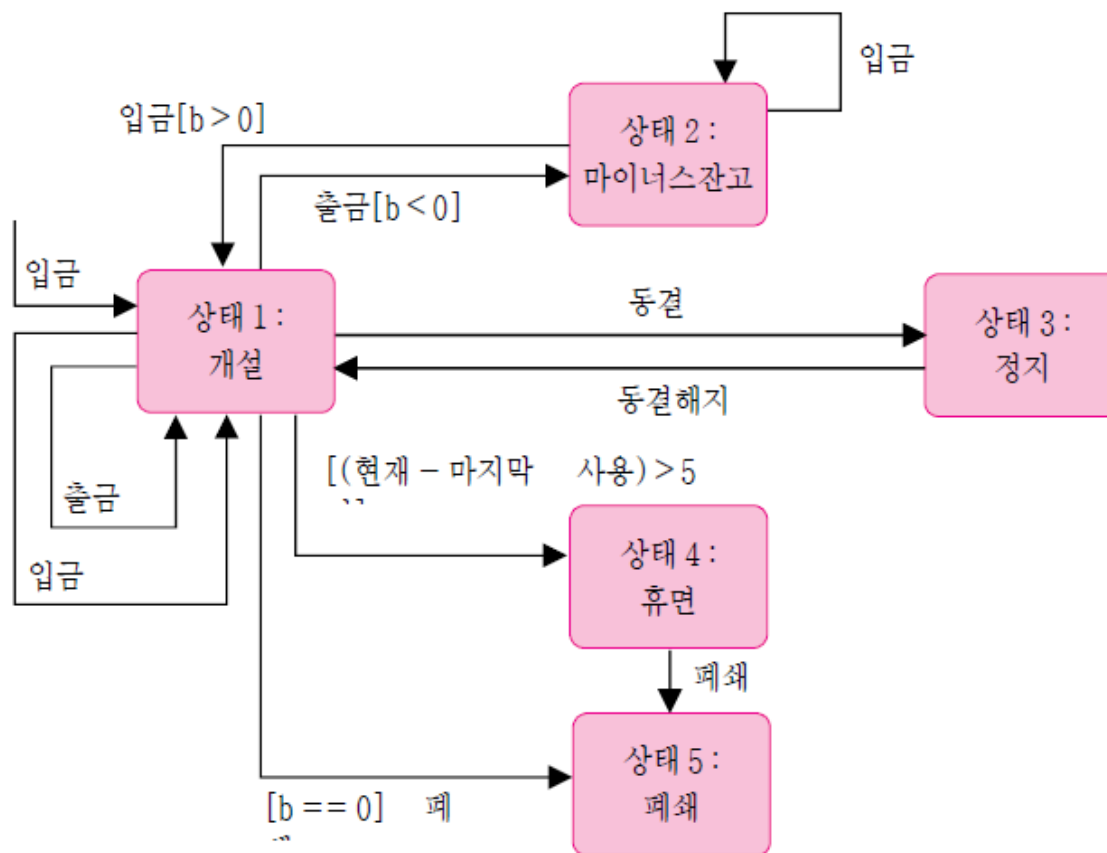 입금
상태 2 :
마이너스잔고
입금[b > 0]
출금[b < 0]
입금
상태 1 :
개설
동결
상태 3 :
정지
동결해지
[(현재 - 마지막 사용) > 5
출금
입금
상태 4 :
휴면
폐쇄
상태 5 :
폐쇄
[b == 0] 폐